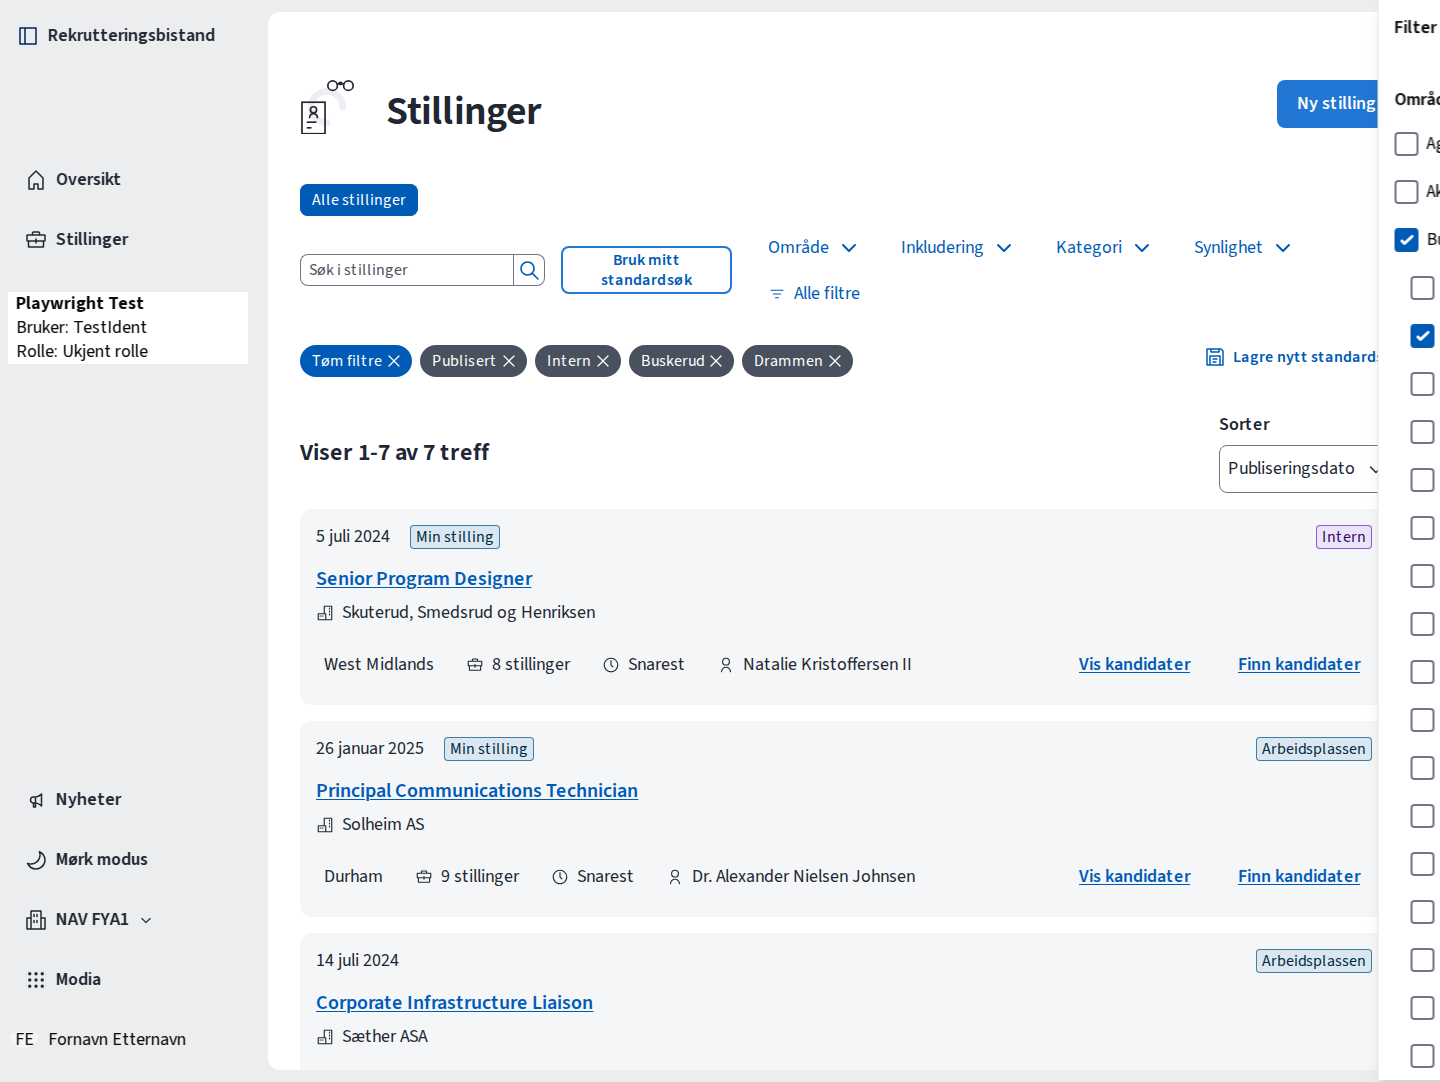 Rekrutteringsbistand
Oversikt
Stillinger
Playwright Test
Bruker: TestIdent
Rolle: Ukjent rolle
Nyheter
Mørk modus
NAV FYA1
Modia
FE Fornavn Etternavn
Stillinger
Ny stilling
Alle stillinger
Søk i stillinger
Bruk mitt
standardsøk
Område
Inkludering
Kategori
Synlighet
Alle filtre
Tøm filtre
Publisert
Intern
Buskerud
Drammen
Lagre nytt standards
Viser 1-7 av 7 treff
Sorter
Publiseringsdato
5 juli 2024 Min stilling Intern
Senior Program Designer
Skuterud, Smedsrud og Henriksen
West Midlands 8 stillinger Snarest Natalie Kristoffersen II Vis kandidater Finn kandidater
26 januar 2025 Min stilling Arbeidsplassen
Principal Communications Technician
Solheim AS
Durham 9 stillinger Snarest Dr. Alexander Nielsen Johnsen Vis kandidater Finn kandidater
14 juli 2024 Arbeidsplassen
Corporate Infrastructure Liaison
Sæther ASA
Filter